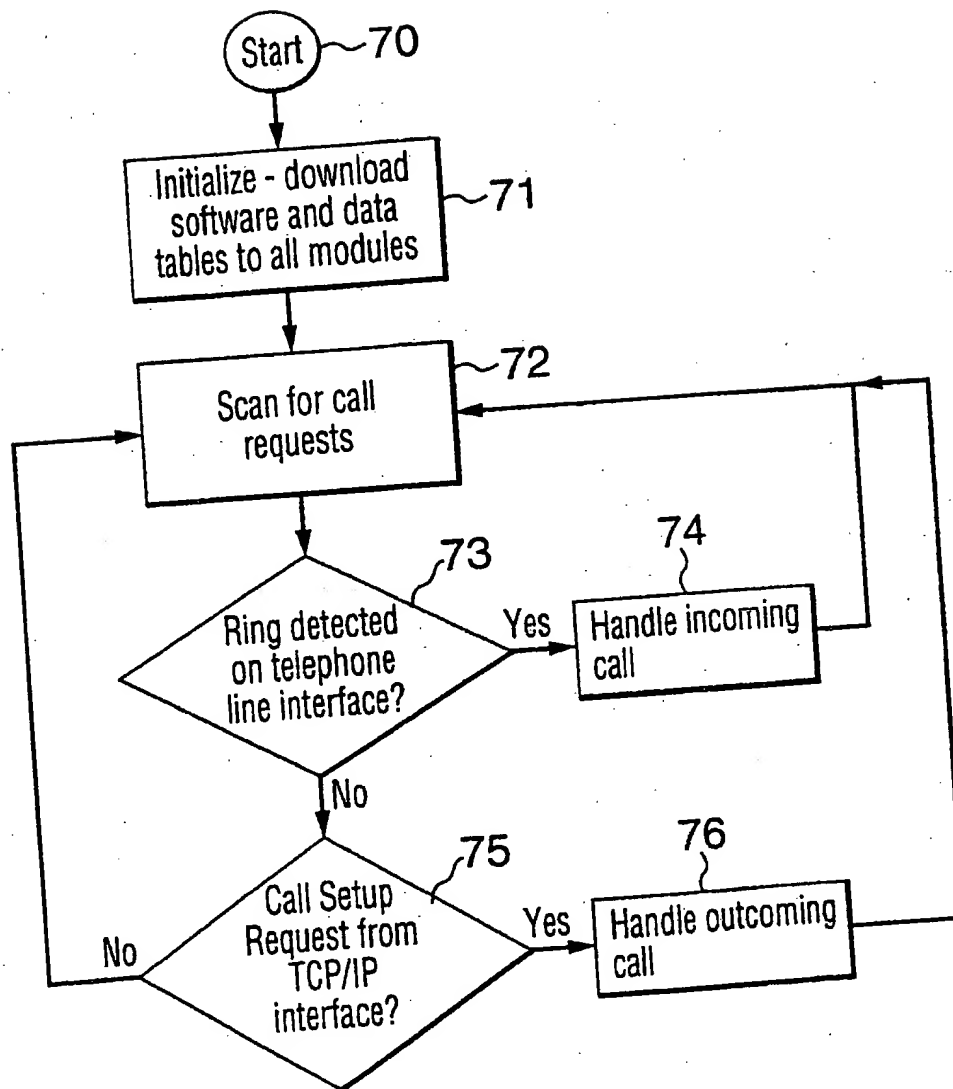 Start
70
Initialize - download
software and data
tables to all modules
71
72
Scan for call
requests
73
74
Ring detected
on telephone
line interface?
Yes
Handle incoming
call
No
75
76
Call Setup
Request from
TCP/IP
interface?
Yes
No
Handle outcoming
call